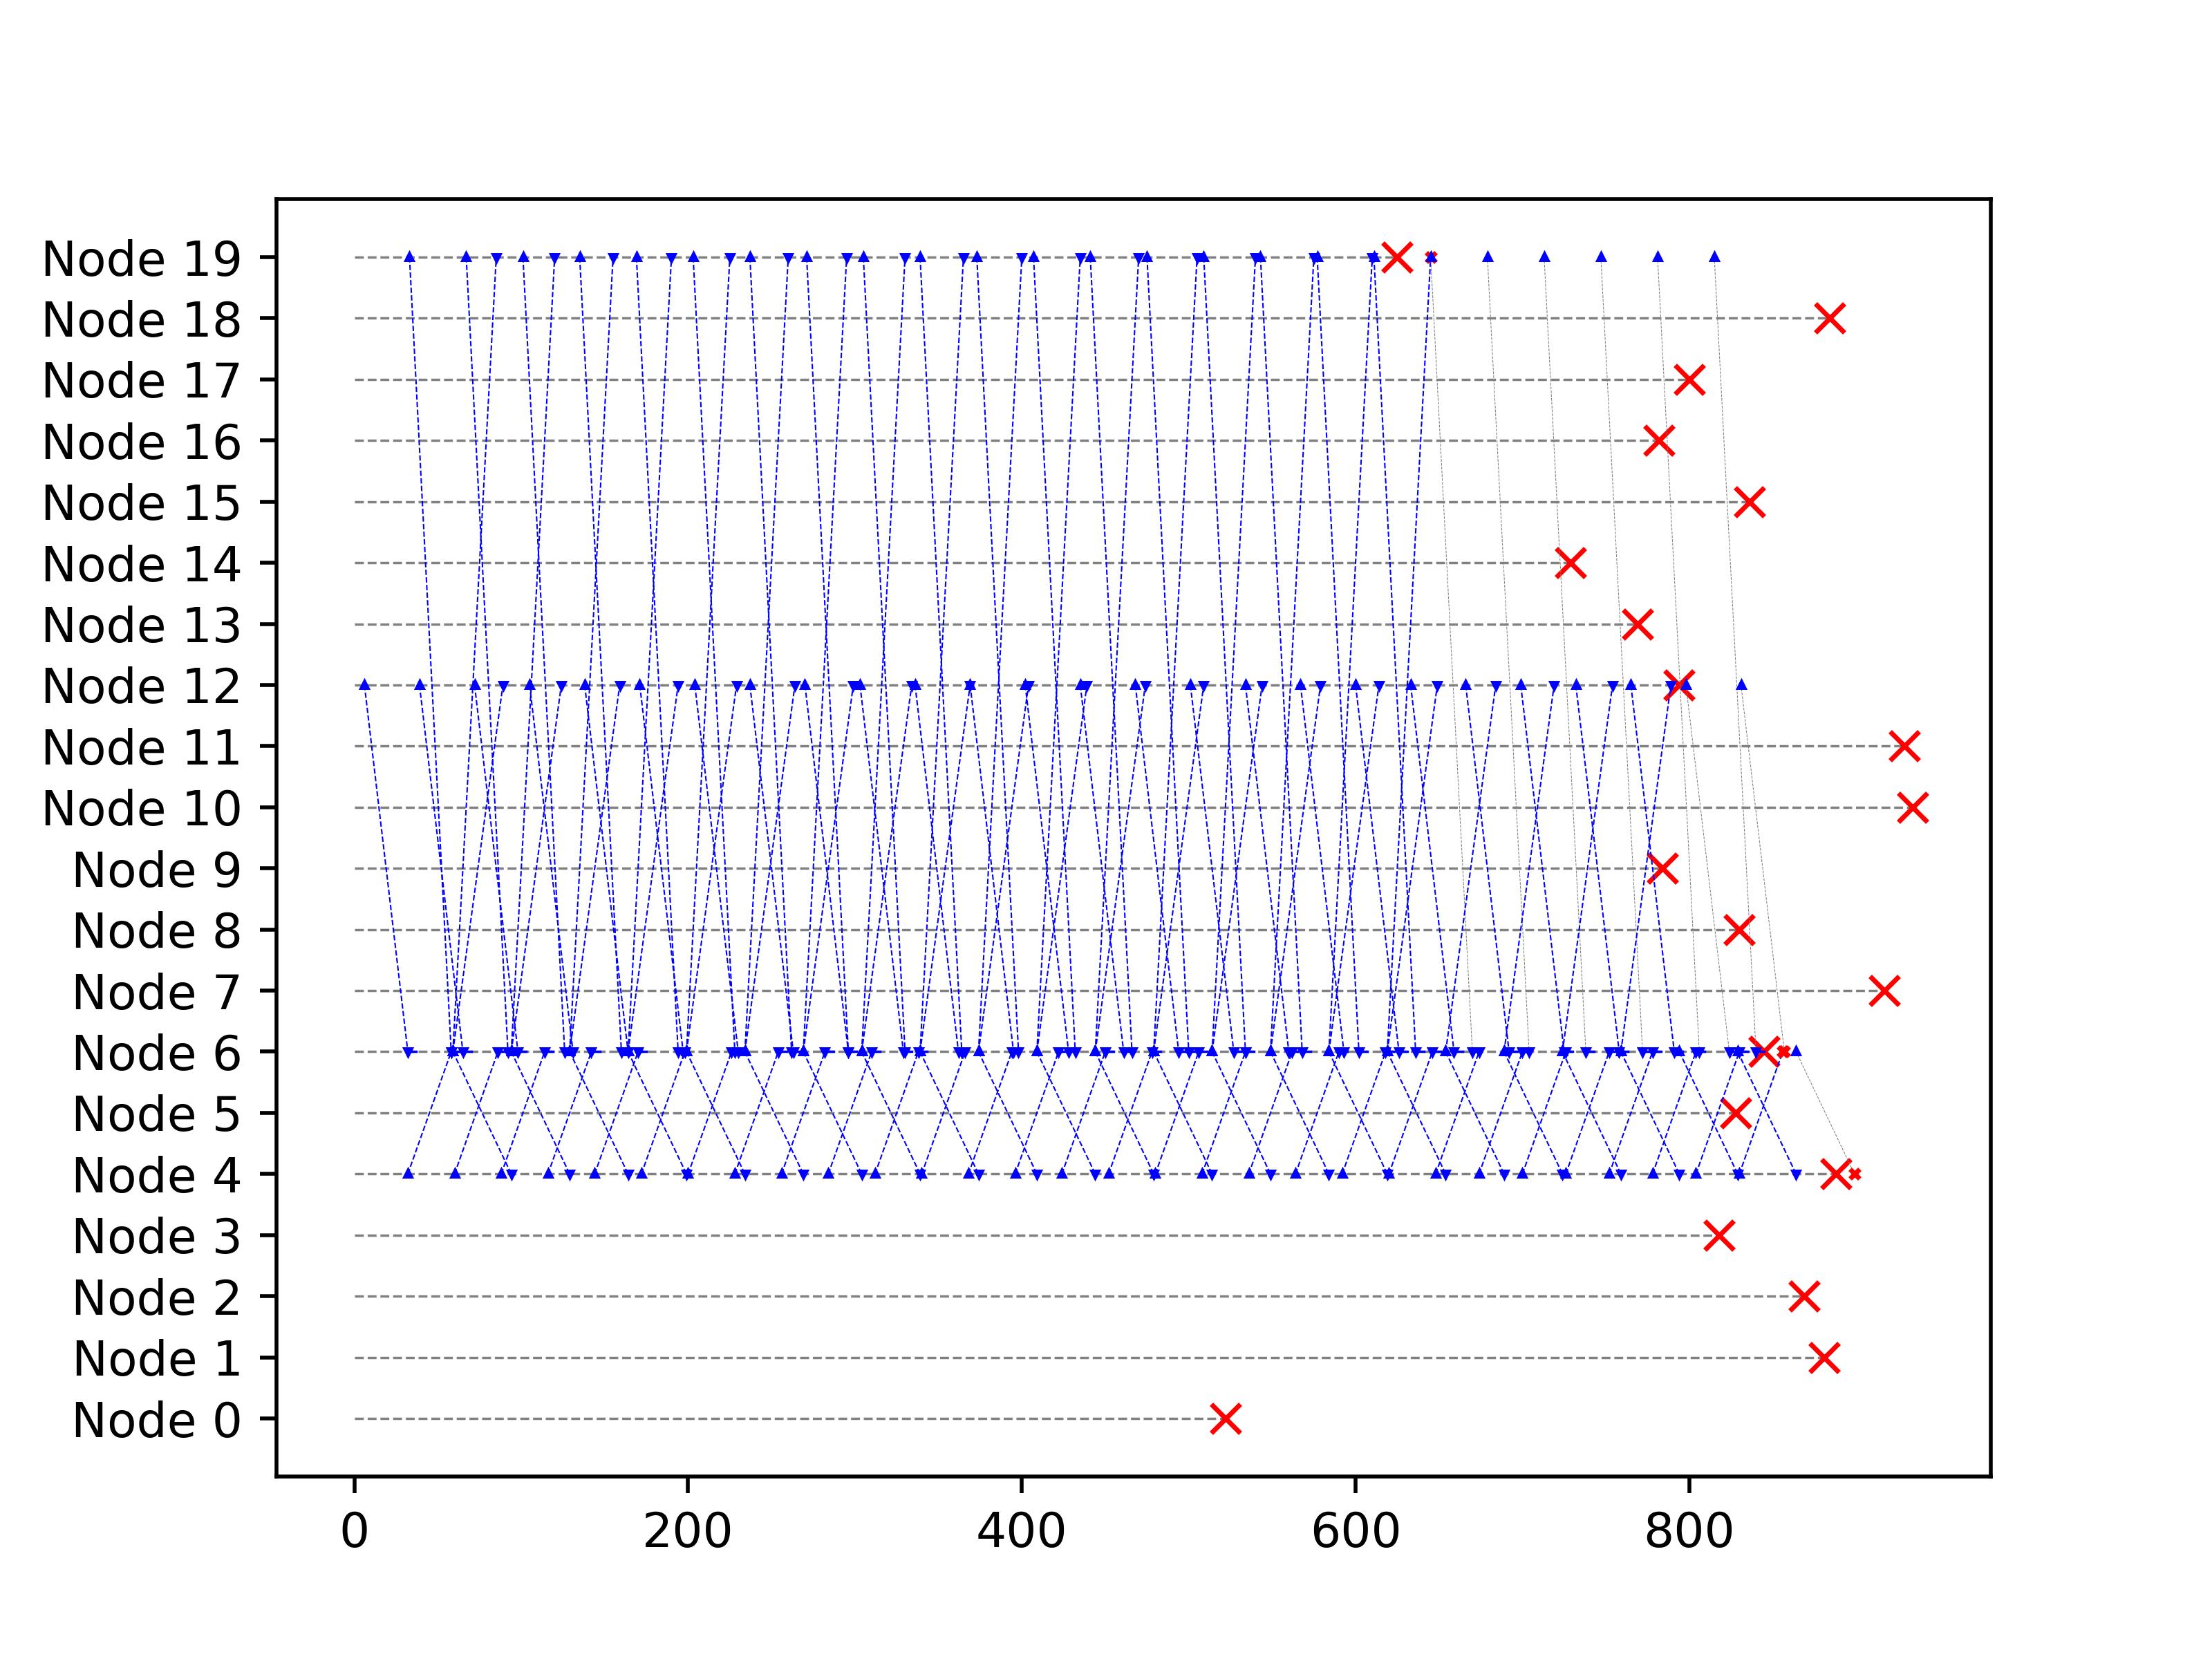 Node 19
Node 18
Node 17
Node 16
Node 15
Node 14
Node 13
Node 12
Node 11
Node 10
Node 9
Node 8
Node 7
Node 6
Node 5
Node 4
Node 3
Node 2
Node 1
Node 0
0 200 400 600 800